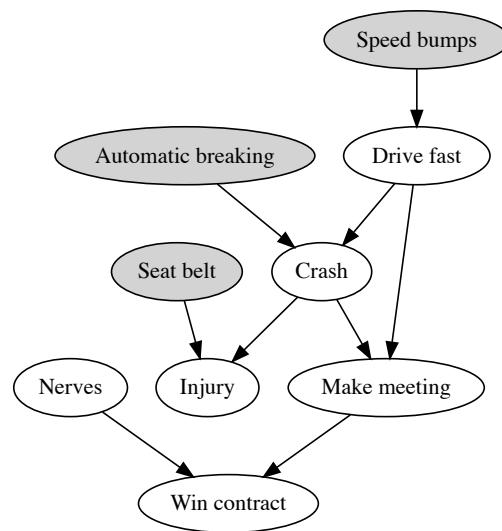 Speed bumps
Automatic breaking
Drive fast
Seat belt
Crash
Nerves
Injury
Make meeting
Win contract